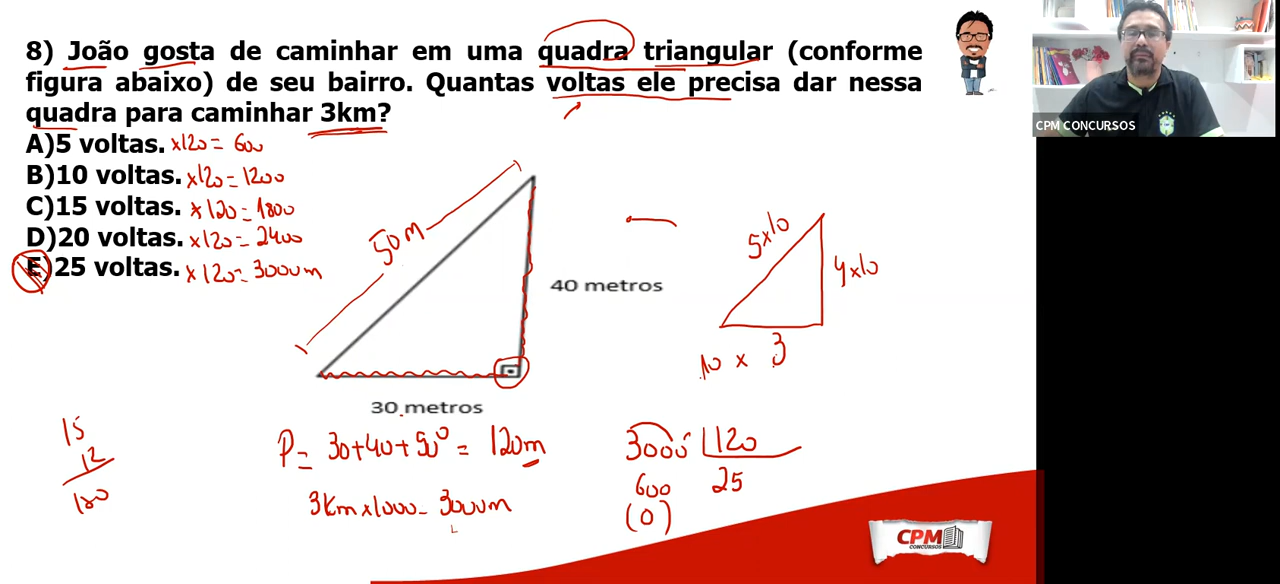 8) João gosta de caminhar em uma quadra triangular (conforme
figura abaixo) de seu bairro. Quantas voltas ele precisa dar nessa
quadra para caminhar 3km?
A)5 voltas. x120= 600
B)10 voltas. x120=1200
C)15 voltas. x120=1800
D)20 voltas. x120= 2400
E)25 voltas. x120= 3000m
CPM CONCURSOS
50m
40 metros
30 metros
5x10
4x10
10 x 3
15
12
180
P= 30+40+50 = 120m
3km x1000= 3000m
3000 120
600 25
(0)
CPM
CONCURSOS